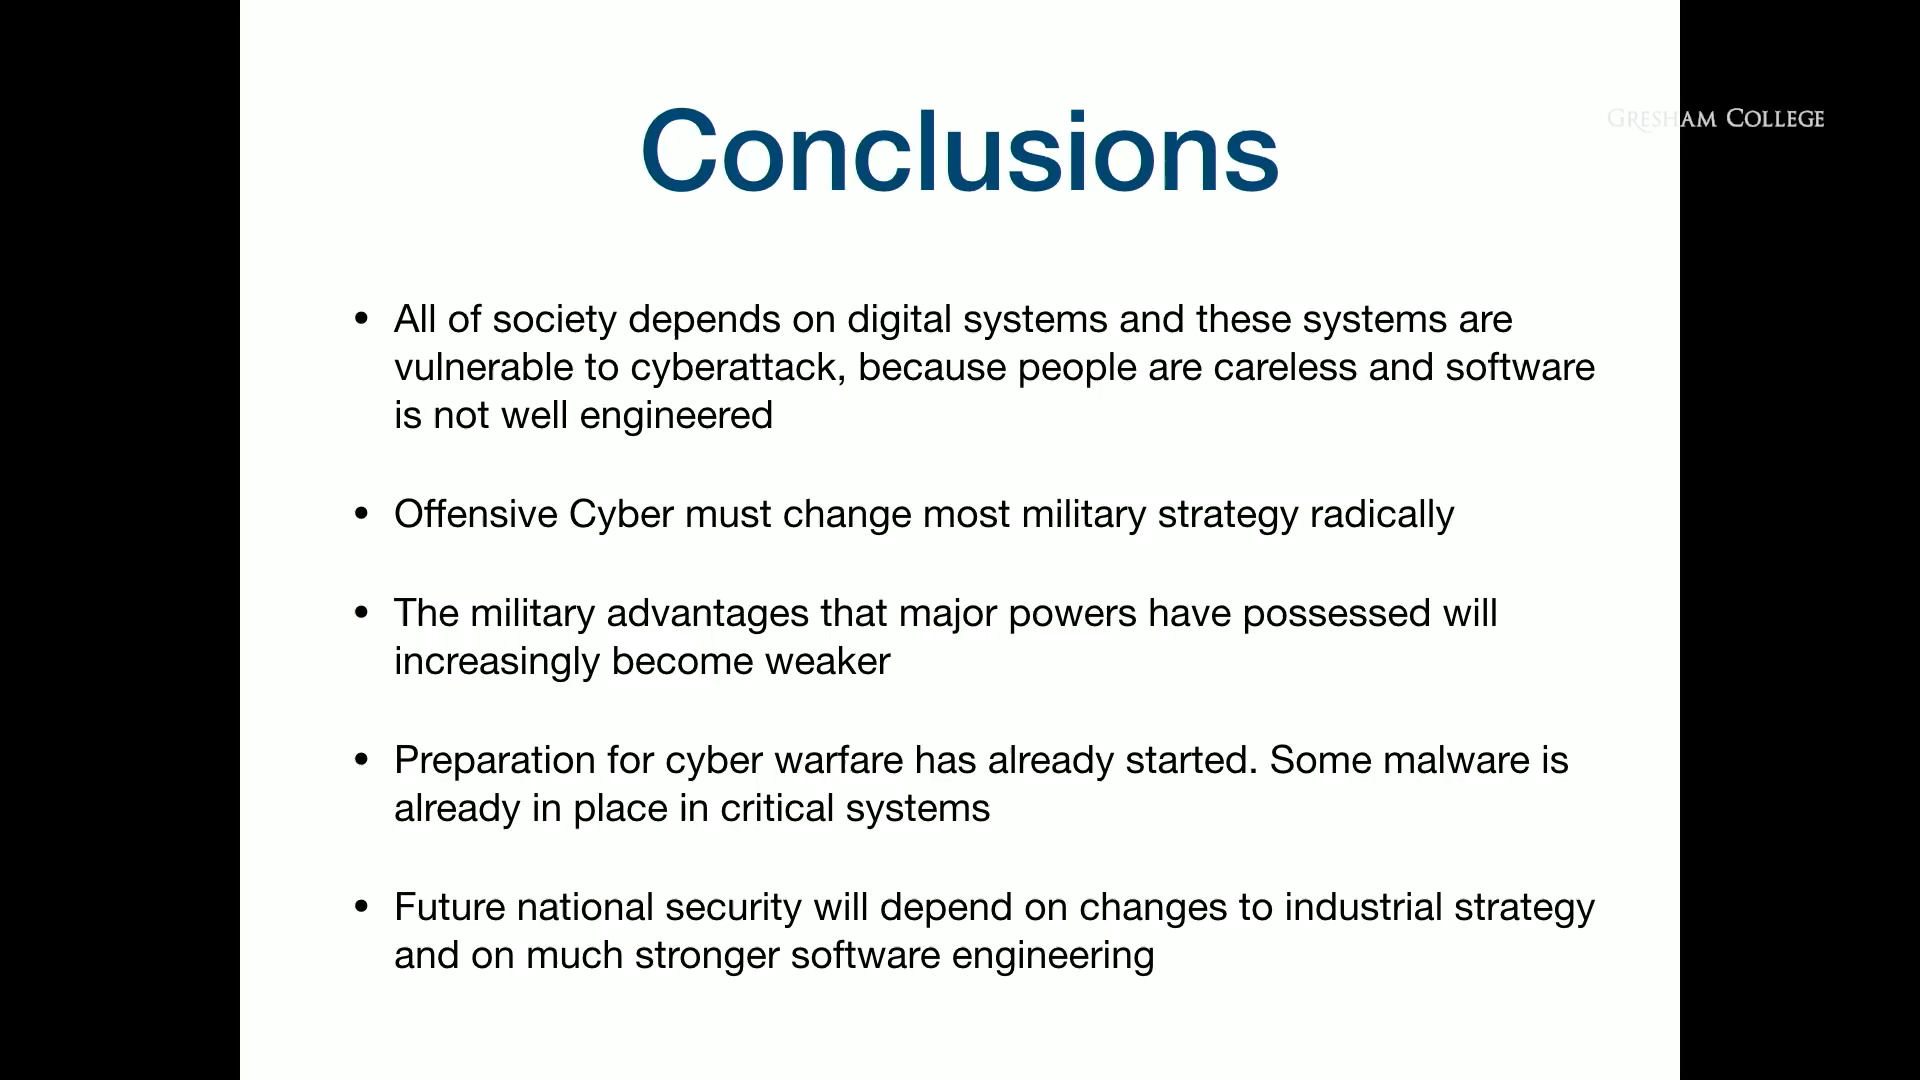 Conclusions
GRESHAM COLLEGE
• All of society depends on digital systems and these systems are
vulnerable to cyberattack, because people are careless and software
is not well engineered
• Offensive Cyber must change most military strategy radically
• The military advantages that major powers have possessed will
increasingly become weaker
• Preparation for cyber warfare has already started. Some malware is
already in place in critical systems
• Future national security will depend on changes to industrial strategy
and on much stronger software engineering